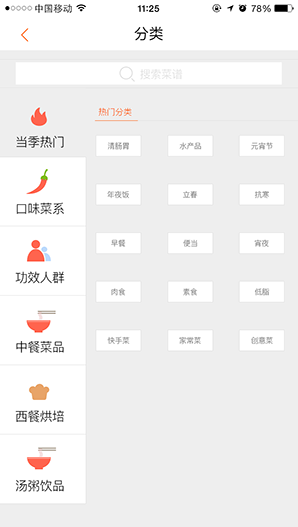 中国移动 11:25 78%
分类
搜索菜谱
当季热门
口味菜系
功效人群
中餐菜品
西餐烘培
汤粥饮品
热门分类
清肠胃 水产品 元宵节
年夜饭 立春 抗寒
早餐 便当 宵夜
肉食 素食 低脂
快手菜 家常菜 创意菜